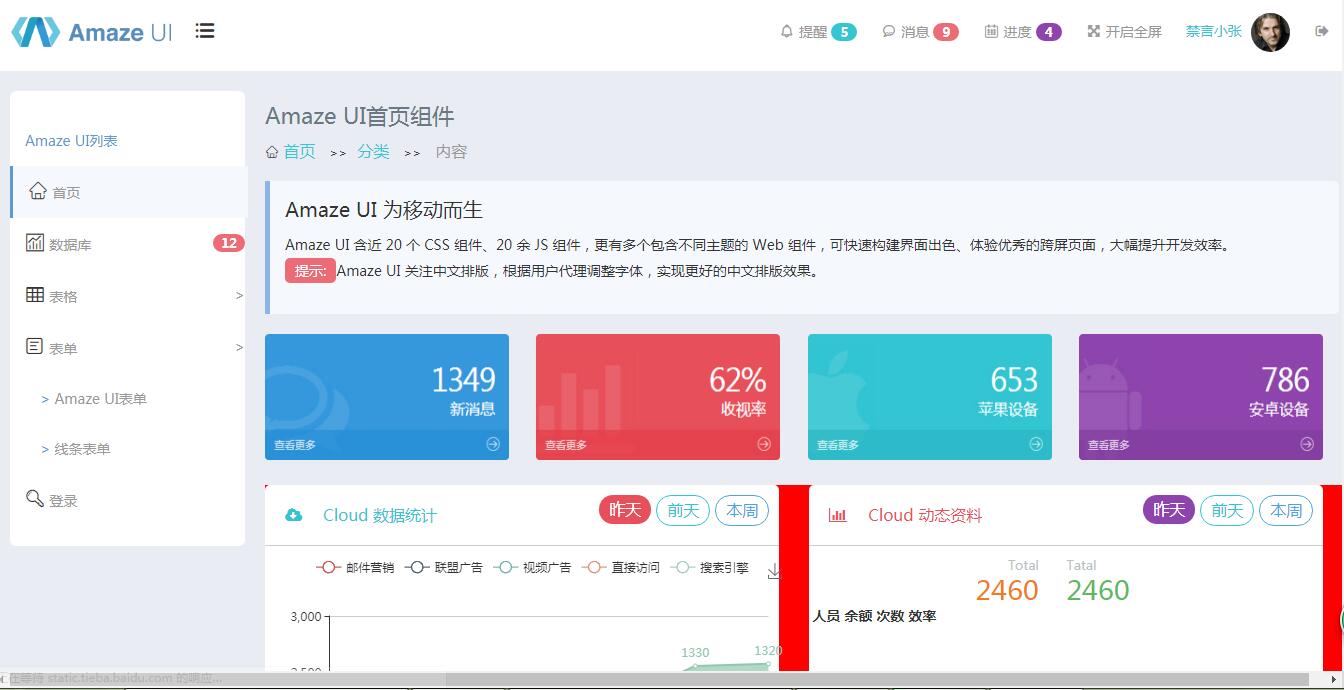 Amaze UI
提醒 5 消息 9 进度 4 开启全屏 禁言小张
Amaze UI列表
首页
数据库 12
表格 >
表单 >
> Amaze UI表单
> 线条表单
登录
Amaze UI首页组件
首页 >> 分类 >> 内容
Amaze UI 为移动而生
Amaze UI 含近 20 个 CSS 组件、20 余 JS 组件，更有多个包含不同主题的 Web 组件，可快速构建界面出色、体验优秀的跨屏页面，大幅提升开发效率。
提示: Amaze UI 关注中文排版，根据用户代理调整字体，实现更好的中文排版效果。
1349
新消息
查看更多
62%
收视率
查看更多
653
苹果设备
查看更多
786
安卓设备
查看更多
Cloud 数据统计 昨天 前天 本周
邮件营销 联盟广告 视频广告 直接访问 搜索引擎
3,000
1330 1320
2,500
Cloud 动态资料 昨天 前天 本周
Total Tatal
2460 2460
人员 余额 次数 效率
在等待 static.tieba.baidu.com 的响应...